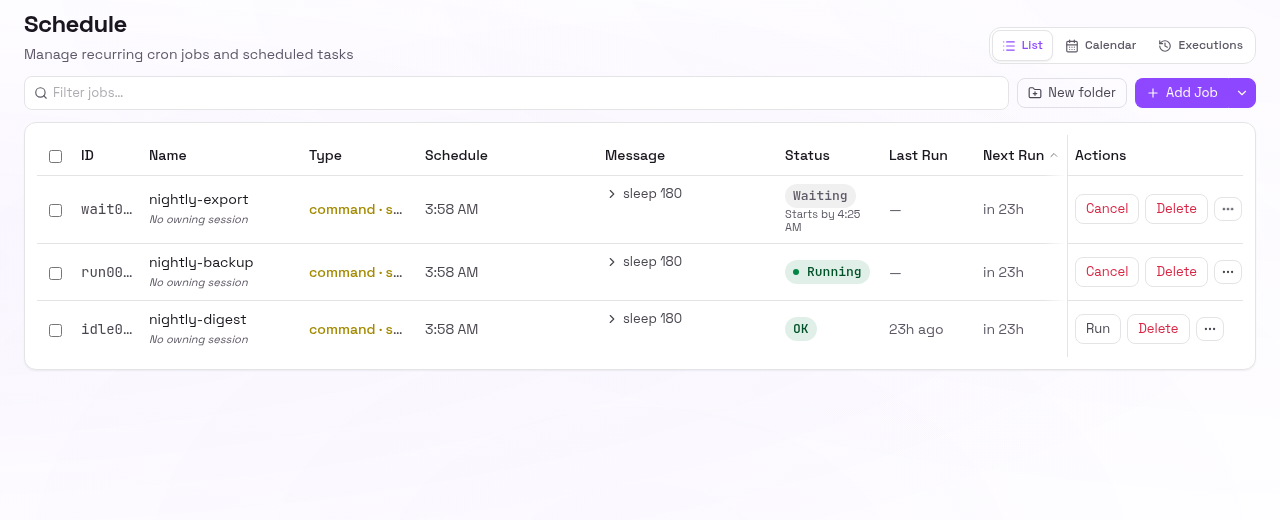 Schedule
Manage recurring cron jobs and scheduled tasks
List
Calendar
Executions
Filter jobs...
New folder
Add Job
ID Name Type Schedule Message Status Last Run Next Run Actions
wait0... nightly-export command · s... 3:58 AM sleep 180 Waiting — in 23h Cancel Delete ...
No owning session Starts by 4:25
AM
run00... nightly-backup command · s... 3:58 AM sleep 180 Running — in 23h Cancel Delete ...
No owning session
idle0... nightly-digest command · s... 3:58 AM sleep 180 OK 23h ago in 23h Run Delete ...
No owning session